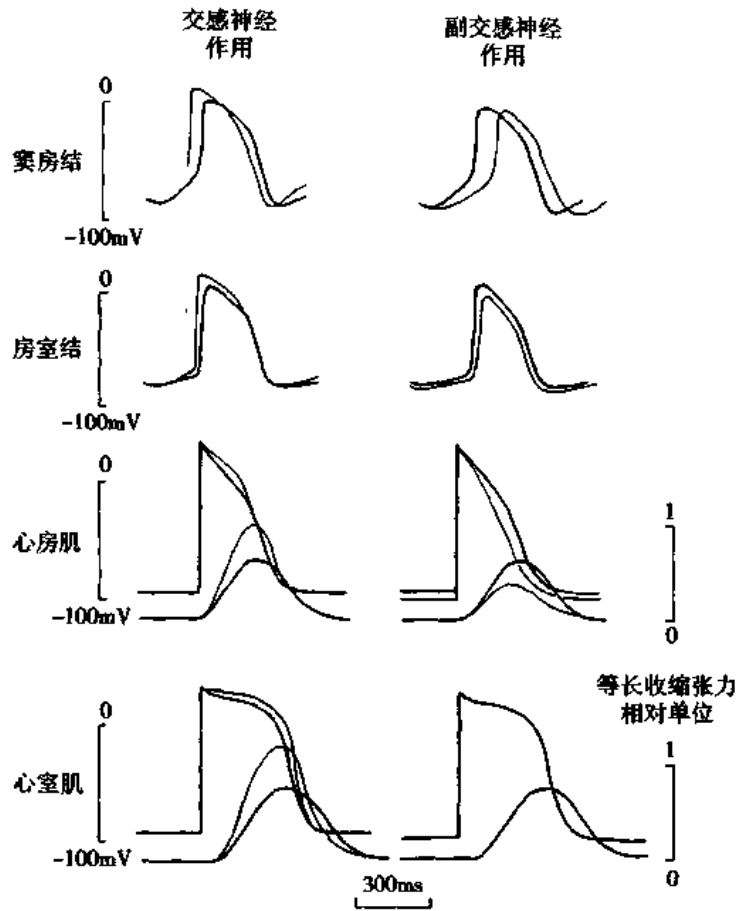 交感神经
作用
副交感神经
作用
0
窦房结
-100mV
0
房室结
-100mV
0
心房肌
-100mV
1
0
等长收缩张力
相对单位
0
心室肌
-100mV
1
0
300ms